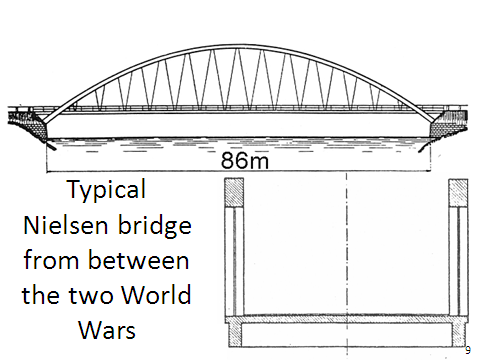 86m
Typical
Nielsen bridge
from between
the two World
Wars
9